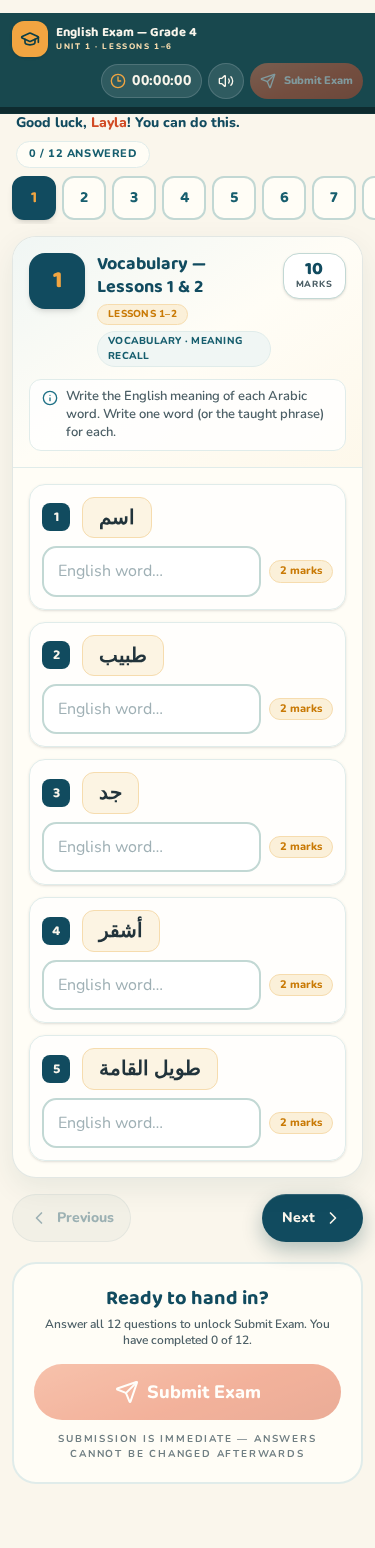 English Exam — Grade 4
UNIT 1 · LESSONS 1–6
00:00:00
Submit Exam
Good luck, Layla! You can do this.
0 / 12 ANSWERED
1 2 3 4 5 6 7
1
Vocabulary —
Lessons 1 & 2
10
MARKS
LESSONS 1–2
VOCABULARY · MEANING
RECALL
Write the English meaning of each Arabic
word. Write one word (or the taught phrase)
for each.
1 اسم
English word... 2 marks
2 طبيب
English word... 2 marks
3 جد
English word... 2 marks
4 أشقر
English word... 2 marks
5 طويل القامة
English word... 2 marks
Previous
Next
Ready to hand in?
Answer all 12 questions to unlock Submit Exam. You
have completed 0 of 12.
Submit Exam
SUBMISSION IS IMMEDIATE — ANSWERS
CANNOT BE CHANGED AFTERWARDS